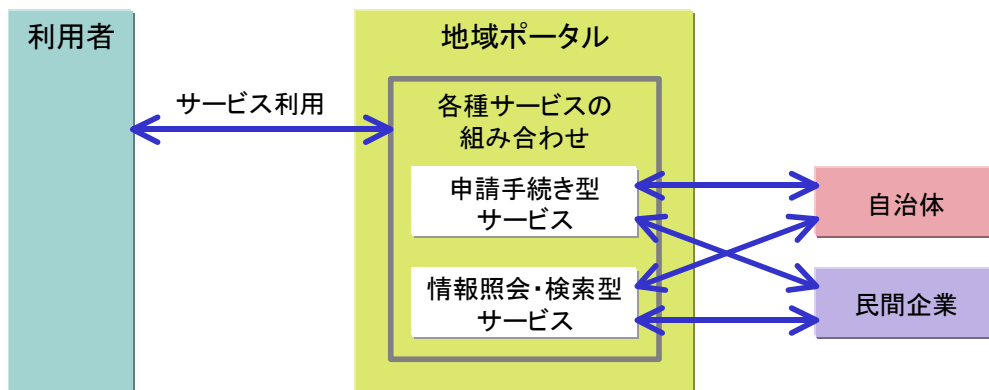 利用者
地域ポータル
サービス利用
各種サービスの
組み合わせ
申請手続き型
サービス
情報照会・検索型
サービス
自治体
民間企業